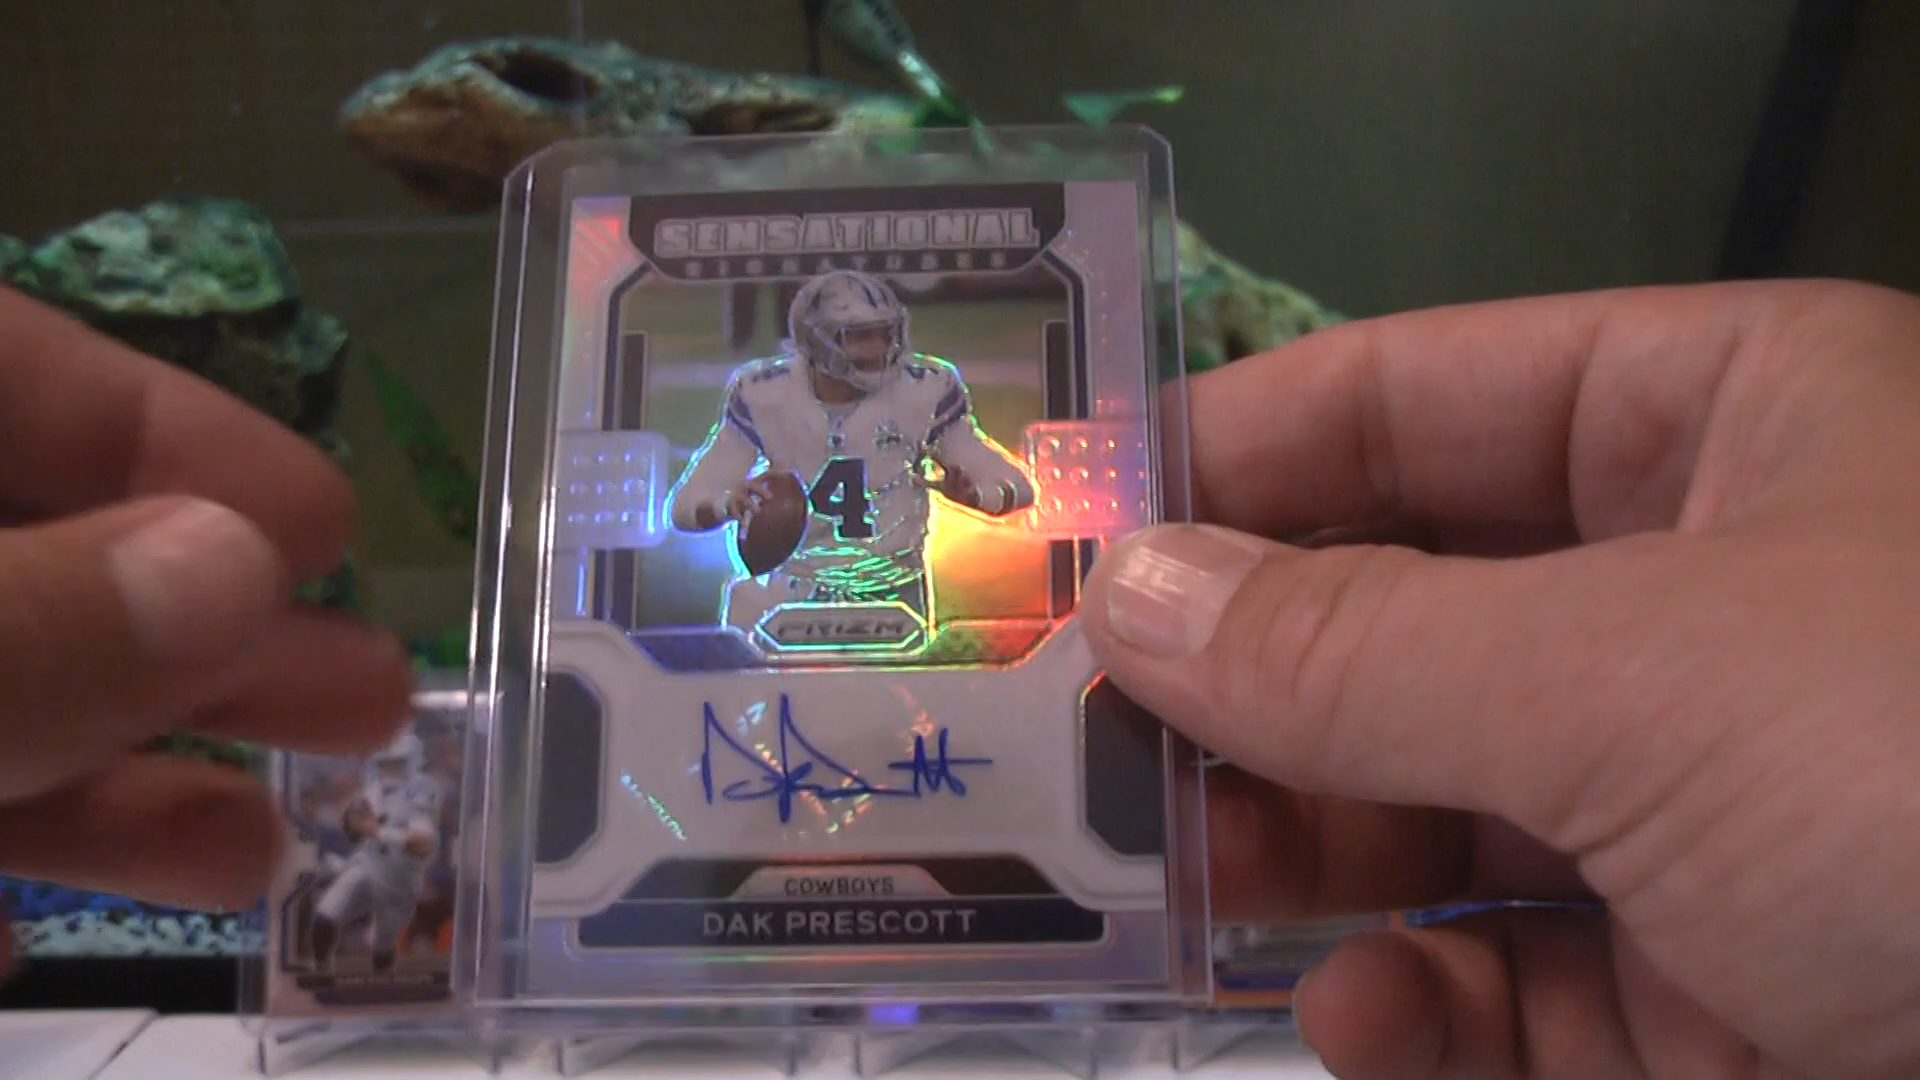 SENSATIONAL
SIGNATURES
4
PRIZM
COWBOYS
DAK PRESCOTT